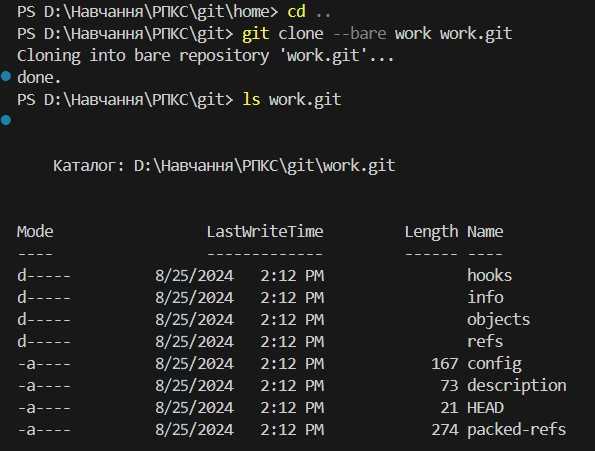 PS D:\Навчання\РПКС\git\home> cd ..
PS D:\Навчання\РПКС\git> git clone --bare work work.git
Cloning into bare repository 'work.git'...
done.
PS D:\Навчання\РПКС\git> ls work.git
Каталог: D:\Навчання\РПКС\git\work.git
Mode LastWriteTime Length Name
---- ------------- ------ ----
d----- 8/25/2024 2:12 PM hooks
d----- 8/25/2024 2:12 PM info
d----- 8/25/2024 2:12 PM objects
d----- 8/25/2024 2:12 PM refs
-a---- 8/25/2024 2:12 PM 167 config
-a---- 8/25/2024 2:12 PM 73 description
-a---- 8/25/2024 2:12 PM 21 HEAD
-a---- 8/25/2024 2:12 PM 274 packed-refs